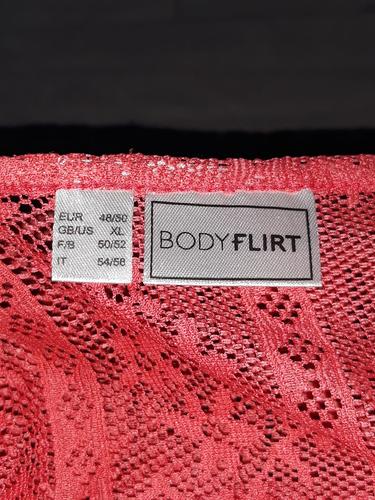 EUR 48/50
GB/US XL
F/B 50/52
IT 54/56
BODYFLIRT